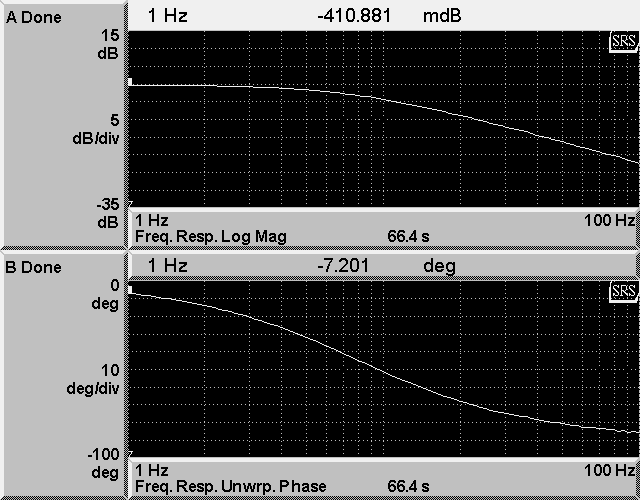 A Done
1 Hz -410.881 mdB
15
dB
SRS
5
dB/div
-35
dB
1 Hz 100 Hz
Freq. Resp. Log Mag 66.4 s
B Done
1 Hz -7.201 deg
0
deg
SRS
10
deg/div
-100
deg
1 Hz 100 Hz
Freq. Resp. Unwrp. Phase 66.4 s